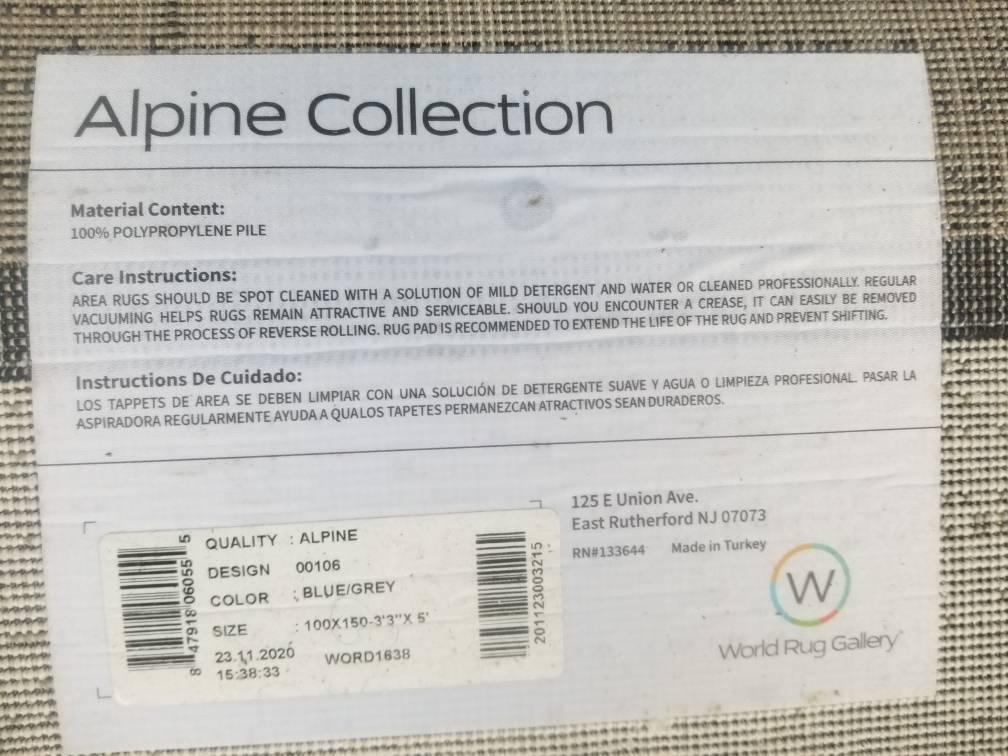 Alpine Collection
Material Content:
100% POLYPROPYLENE PILE
Care Instructions:
AREA RUGS SHOULD BE SPOT CLEANED WITH A SOLUTION OF MILD DETERGENT AND WATER OR CLEANED PROFESSIONALLY. REGULAR
VACUUMING HELPS RUGS REMAIN ATTRACTIVE AND SERVICEABLE. SHOULD YOU ENCOUNTER A CREASE, IT CAN EASILY BE REMOVED
THROUGH THE PROCESS OF REVERSE ROLLING. RUG PAD IS RECOMMENDED TO EXTEND THE LIFE OF THE RUG AND PREVENT SHIFTING.
Instructions De Cuidado:
LOS TAPPETS DE AREA SE DEBEN LIMPIAR CON UNA SOLUCIÓN DE DETERGENTE SUAVE Y AGUA O LIMPIEZA PROFESIONAL. PASAR LA
ASPIRADORA REGULARMENTE AYUDA A QUALOS TAPETES PERMANEZCAN ATRACTIVOS SEAN DURADEROS.
8 47918 06055 5
QUALITY : ALPINE
DESIGN 00106
COLOR : BLUE/GREY
SIZE : 100X150-3'3"X 5'
23.11.2020 WORD1638
15:38:33
201123003215
125 E Union Ave.
East Rutherford NJ 07073
RN#133644 Made in Turkey
W
World Rug Gallery